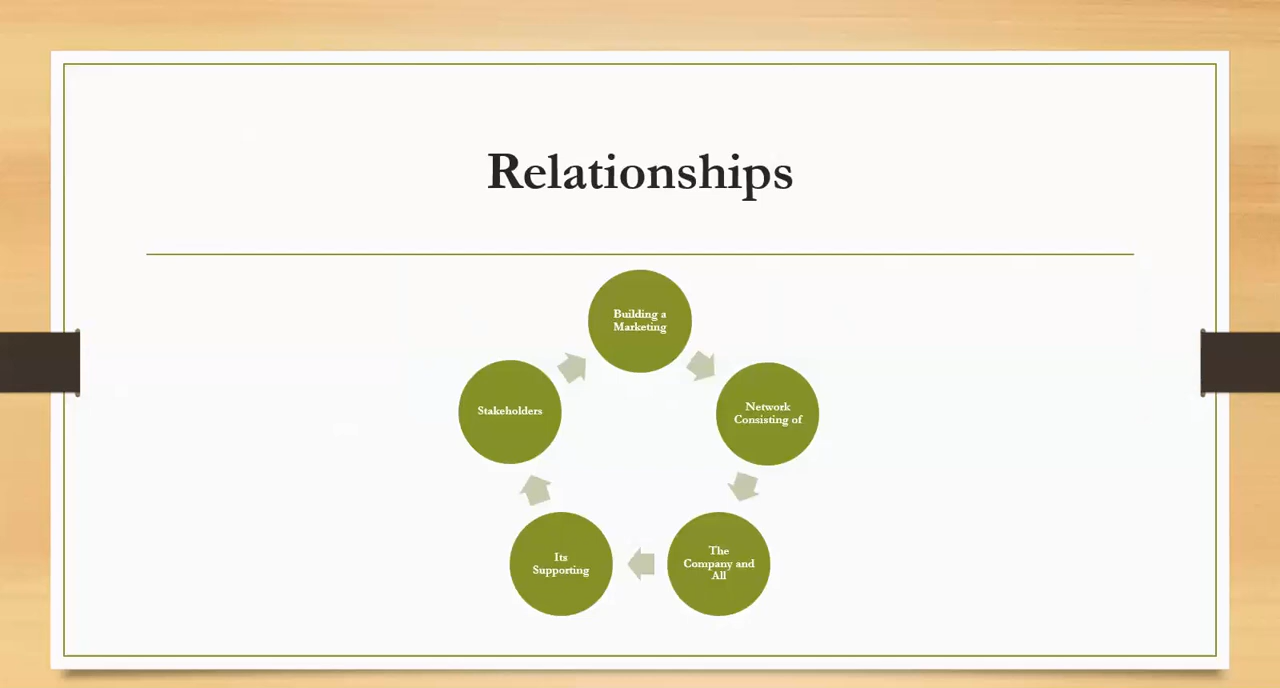 Relationships
Building a
Marketing
Network
Consisting of
The
Company and
All
Its
Supporting
Stakeholders